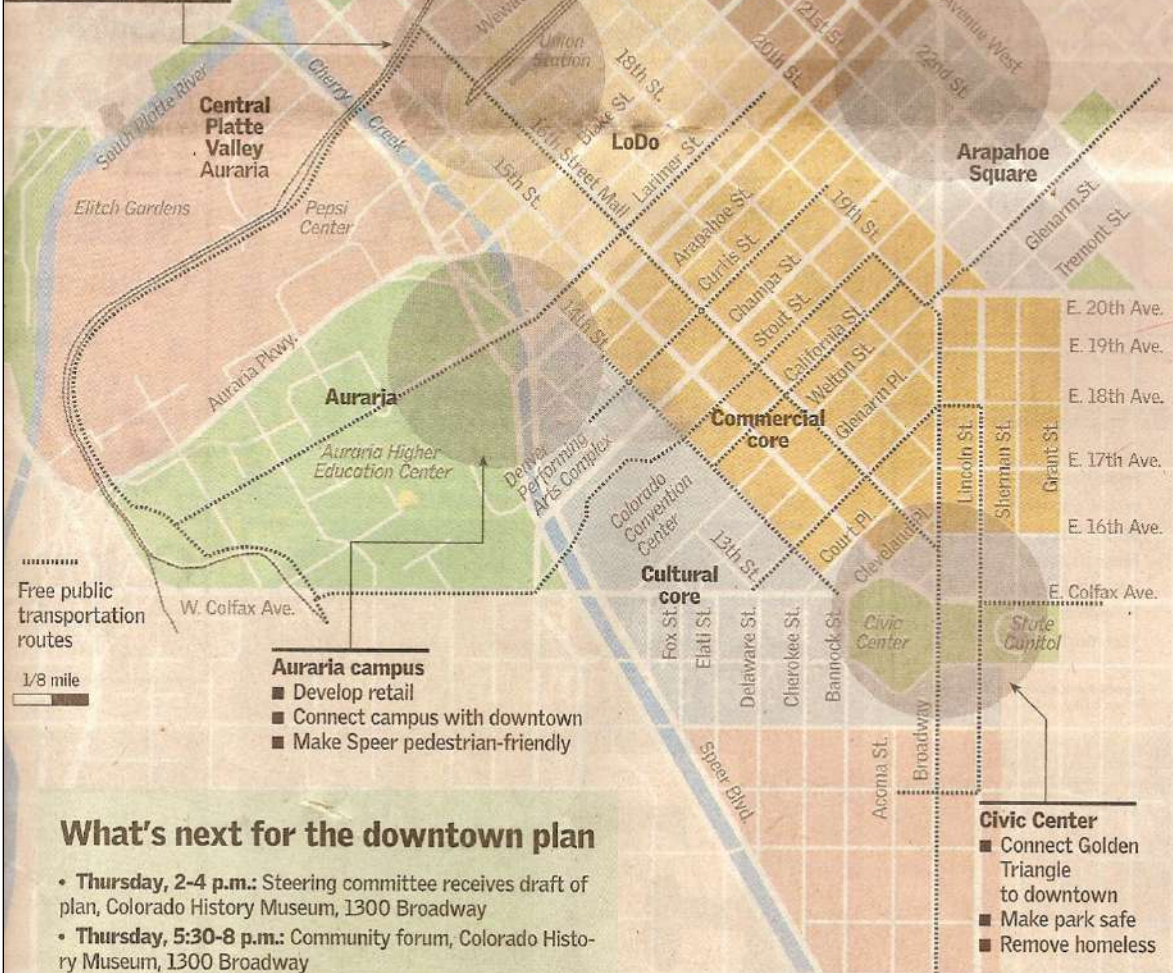 Wewa
Union
Station
18th St.
20th St.
21st St.
22nd St.
Avenue West
Cherry
Creek
South Platte River
Central
Platte
Valley
Auraria
Elitch Gardens
Pepsi
Center
15th St.
16th Street Mall
Blake St.
LoDo
Larimer St.
Arapahoe
Square
Glenarm St.
Tremont St.
Arapahoe St.
Curtis St.
Champa St.
Stout St.
California St.
Welton St.
Glenarm Pl.
19th St.
14th St.
E. 20th Ave.
E. 19th Ave.
E. 18th Ave.
E. 17th Ave.
E. 16th Ave.
E. Colfax Ave.
Auraria Pkwy.
Auraria
Auraria Higher
Education Center
Denver
Performing
Arts Complex
Commercial
core
Colorado
Convention
Center
13th St.
Court Pl.
Cleveland Pl.
Lincoln St.
Sherman St.
Grant St.
Cultural
core
Civic
Center
State
Capitol
Fox St.
Elati St.
Delaware St.
Cherokee St.
Bannock St.
Acoma St.
Broadway
Speer Blvd.
W. Colfax Ave.
Free public
transportation
routes
1/8 mile
Auraria campus
■ Develop retail
■ Connect campus with downtown
■ Make Speer pedestrian-friendly
Civic Center
■ Connect Golden
Triangle
to downtown
■ Make park safe
■ Remove homeless
What's next for the downtown plan
• Thursday, 2-4 p.m.: Steering committee receives draft of
plan, Colorado History Museum, 1300 Broadway
• Thursday, 5:30-8 p.m.: Community forum, Colorado Histo-
ry Museum, 1300 Broadway